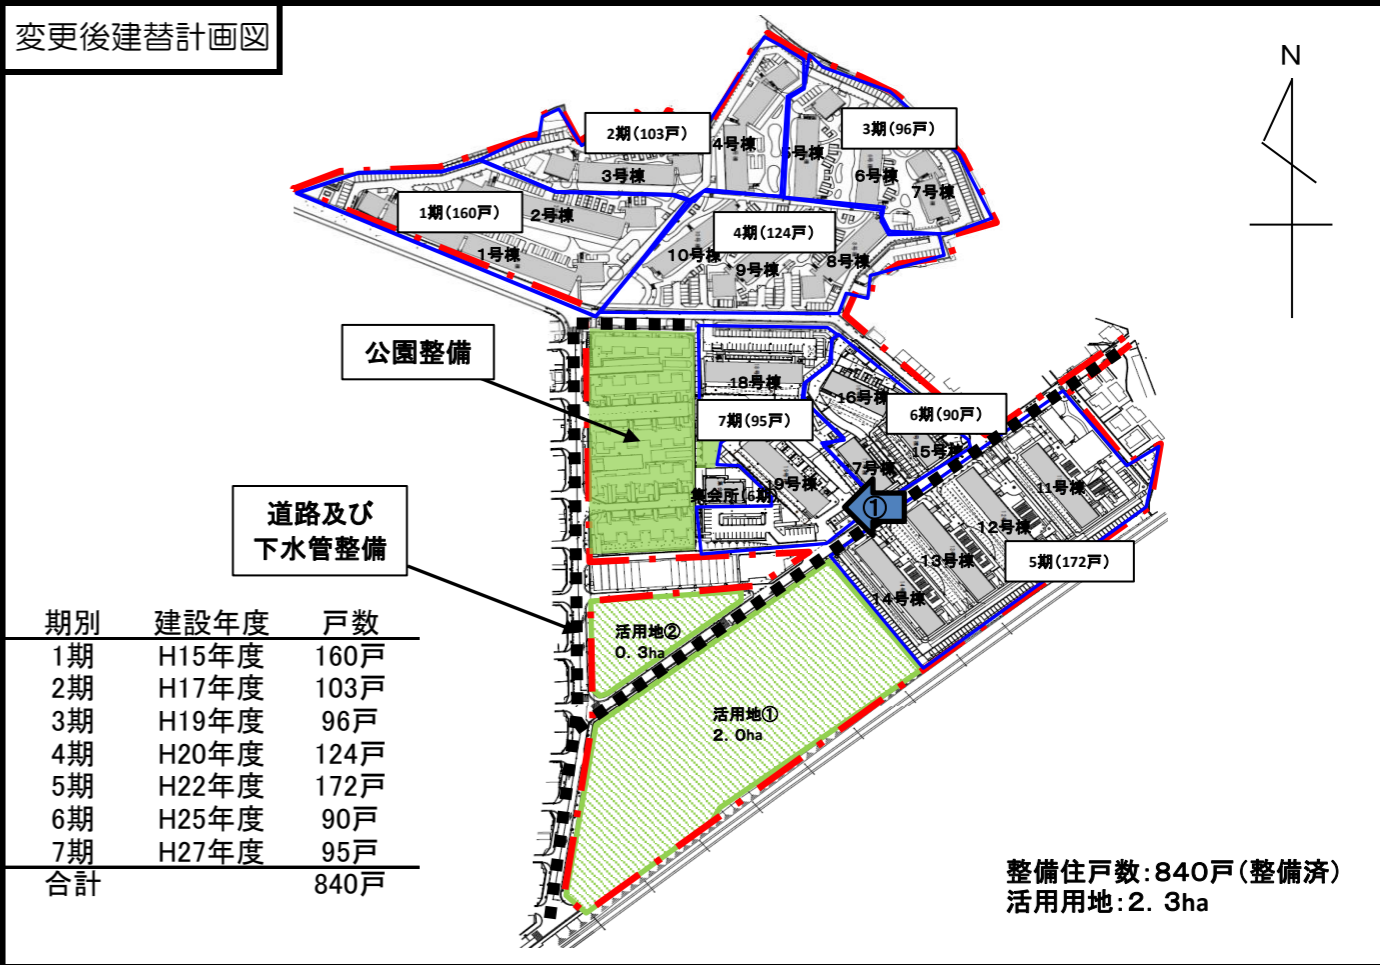 変更後建替計画図
N
2期(103戸)
3期(96戸)
4号棟
5号棟
3号棟
6号棟
7号棟
1期(160戸)
2号棟
4期(124戸)
1号棟
10号棟
9号棟
8号棟
公園整備
18号棟
16号棟
7期(95戸)
6期(90戸)
15号棟
17号棟
19号棟
集会所(6期)
①
11号棟
12号棟
13号棟
5期(172戸)
14号棟
道路及び
下水管整備
活用地②
0.3ha
活用地①
2.0ha
期別 建設年度 戸数
1期 H15年度 160戸
2期 H17年度 103戸
3期 H19年度 96戸
4期 H20年度 124戸
5期 H22年度 172戸
6期 H25年度 90戸
7期 H27年度 95戸
合計 840戸
整備住戸数:840戸(整備済)
活用用地:2.3ha